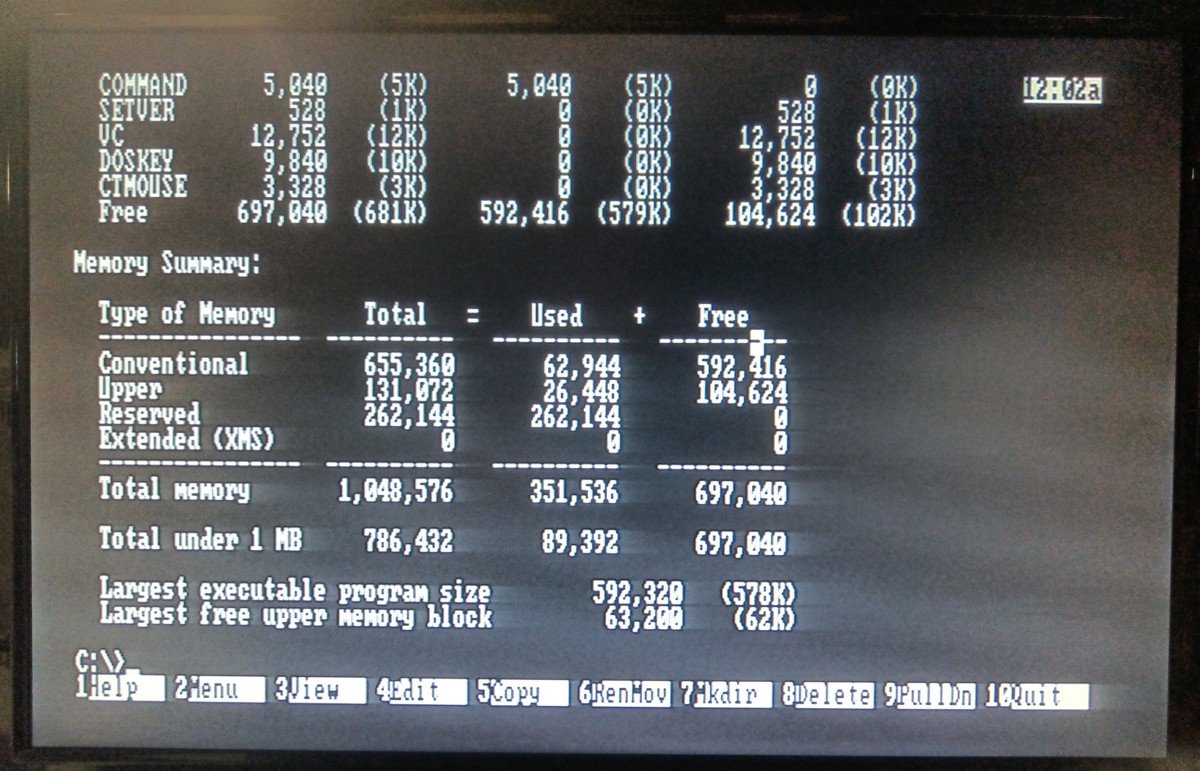 COMMAND 5,040 (5K) 5,040 (5K) 0 (0K) 12:02a
SETVER 528 (1K) 0 (0K) 528 (1K)
VC 12,752 (12K) 0 (0K) 12,752 (12K)
DOSKEY 9,840 (10K) 0 (0K) 9,840 (10K)
CTMOUSE 3,328 (3K) 0 (0K) 3,328 (3K)
Free 697,040 (681K) 592,416 (579K) 104,624 (102K)
Memory Summary:
Type of Memory Total = Used + Free
---------------- ---------- ---------- ----------
Conventional 655,360 62,944 592,416
Upper 131,072 26,448 104,624
Reserved 262,144 262,144 0
Extended (XMS) 0 0 0
---------------- ---------- ---------- ----------
Total memory 1,048,576 351,536 697,040
Total under 1 MB 786,432 89,392 697,040
Largest executable program size 592,320 (578K)
Largest free upper memory block 63,200 (62K)
C:\>_
1Help 2Menu 3View 4Edit 5Copy 6RenMov 7Mkdir 8Delete 9PullDn 10Quit